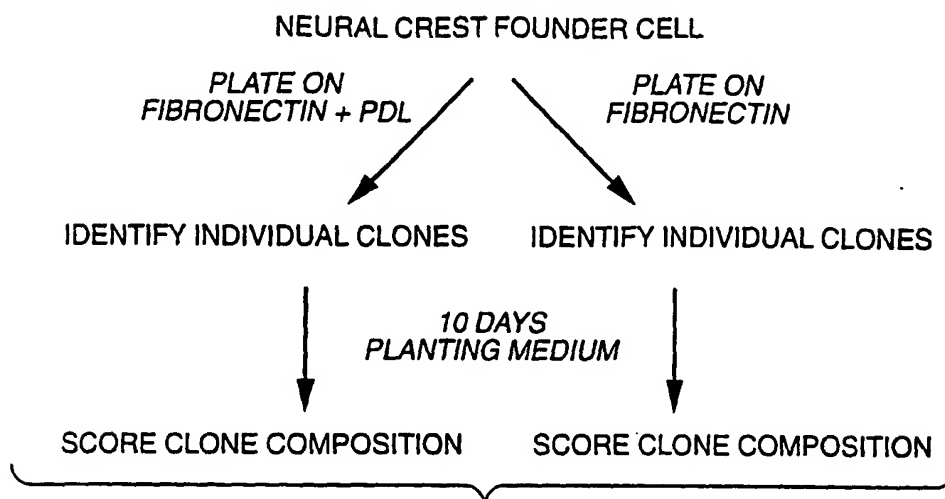 NEURAL CREST FOUNDER CELL
PLATE ON
FIBRONECTIN + PDL
PLATE ON
FIBRONECTIN
IDENTIFY INDIVIDUAL CLONES
IDENTIFY INDIVIDUAL CLONES
10 DAYS
PLANTING MEDIUM
SCORE CLONE COMPOSITION
SCORE CLONE COMPOSITION